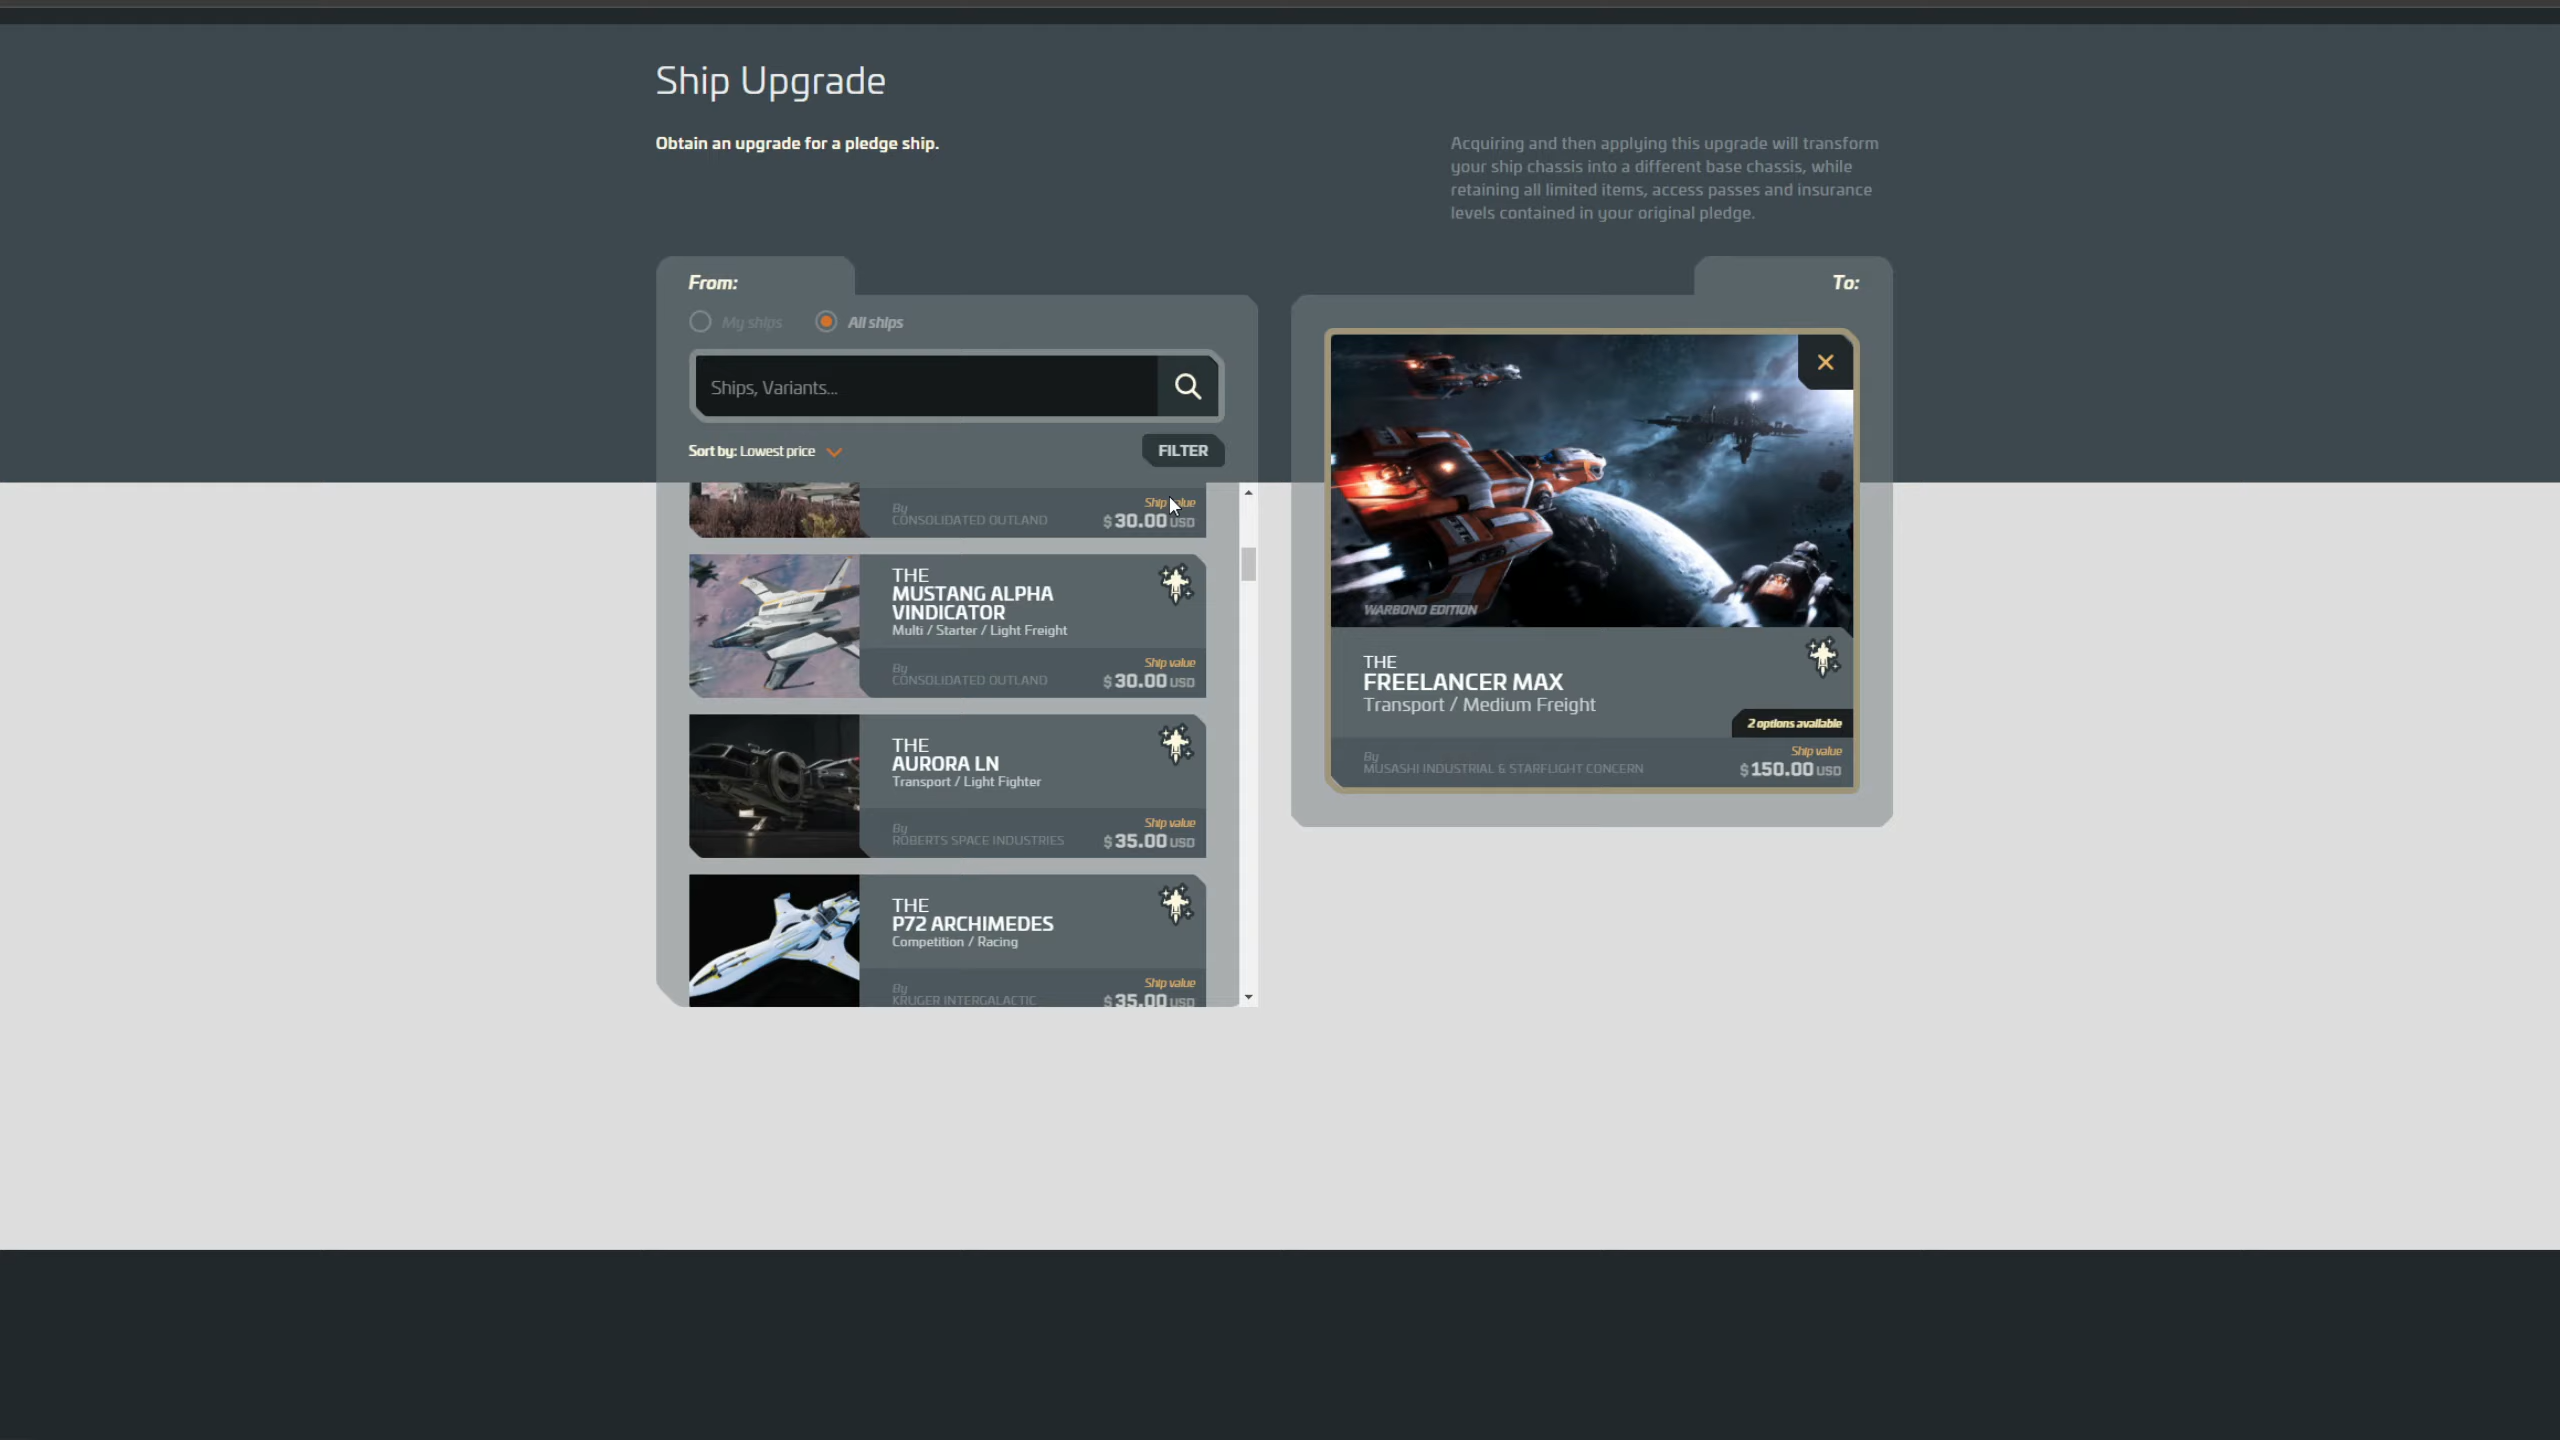 Ship Upgrade
Obtain an upgrade for a pledge ship.
Acquiring and then applying this upgrade will transform
your ship chassis into a different base chassis, while
retaining all limited items, access passes and insurance
levels contained in your original pledge.
From:
My ships
All ships
Ships, Variants...
Sort by: Lowest price
FILTER
By
CONSOLIDATED OUTLAND
Ship value
$30.00 USD
THE
MUSTANG ALPHA
VINDICATOR
Multi / Starter / Light Freight
By
CONSOLIDATED OUTLAND
Ship value
$30.00 USD
THE
AURORA LN
Transport / Light Fighter
By
ROBERTS SPACE INDUSTRIES
Ship value
$35.00 USD
THE
P72 ARCHIMEDES
Competition / Racing
By
KRUGER INTERGALACTIC
Ship value
$35.00 USD
To:
WARBOND EDITION
THE
FREELANCER MAX
Transport / Medium Freight
2 options available
By
MUSASHI INDUSTRIAL & STARFLIGHT CONCERN
Ship value
$150.00 USD